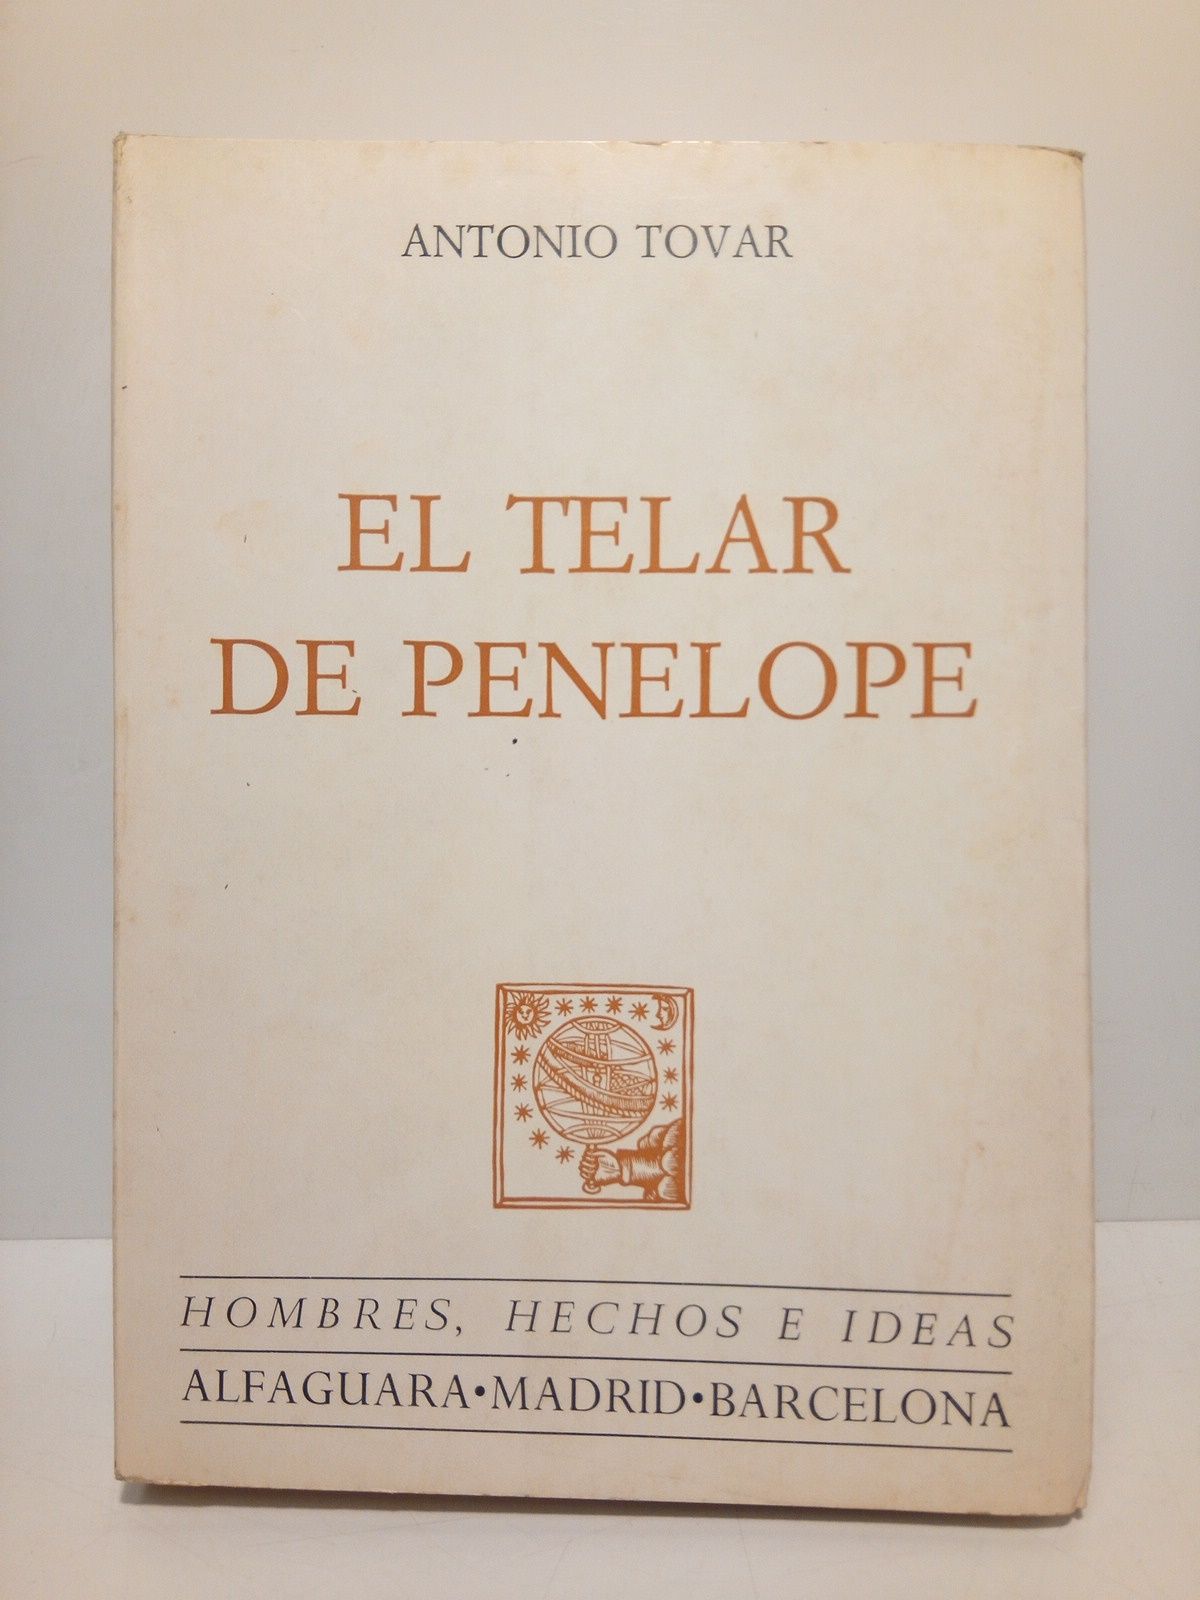 ANTONIO TOVAR
EL TELAR
DE PENELOPE
HOMBRES, HECHOS E IDEAS
ALFAGUARA•MADRID•BARCELONA